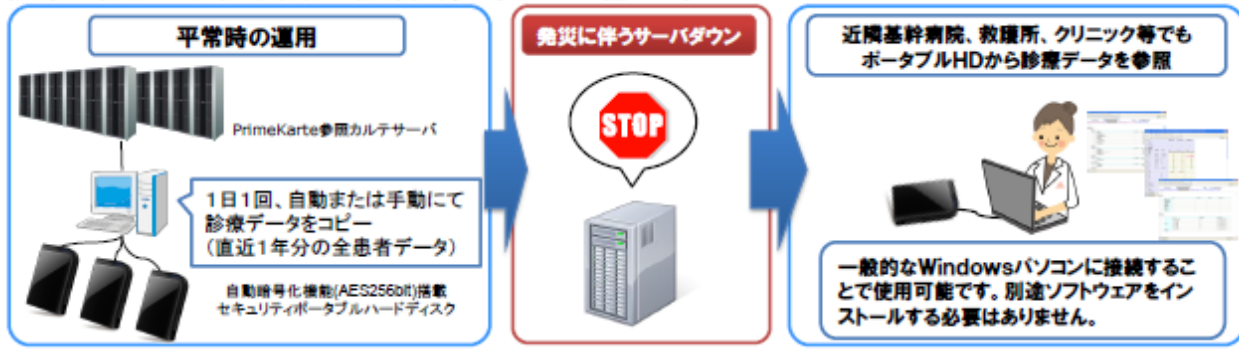 平常時の運用
PrimeKarte参照カルテサーバ
1日1回、自動または手動にて
診療データをコピー
(直近1年分の全患者データ)
自動暗号化機能(AES256bit)搭載
セキュリティポータブルハードディスク
発災に伴うサーバダウン
STOP
近隣基幹病院、救護所、クリニック等でも
ポータブルHDから診療データを参照
一般的なWindowsパソコンに接続するこ
とで使用可能です。別途ソフトウェアをイン
ストールする必要はありません。